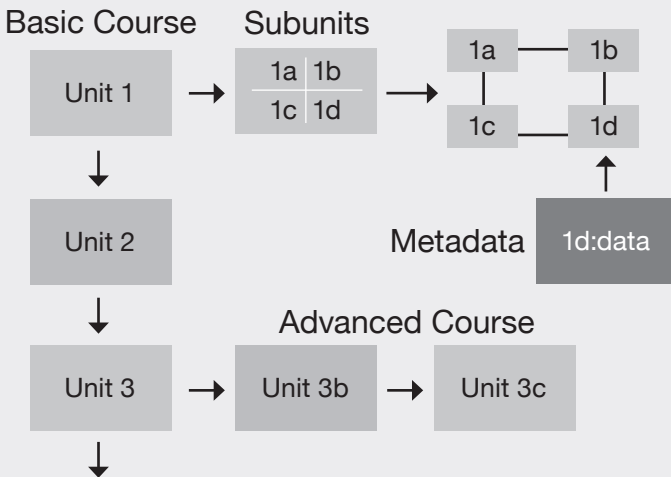 Basic Course
Subunits
Unit 1
1a 1b
1c 1d
1a
1b
1c
1d
Unit 2
Metadata
1d:data
Advanced Course
Unit 3
Unit 3b
Unit 3c